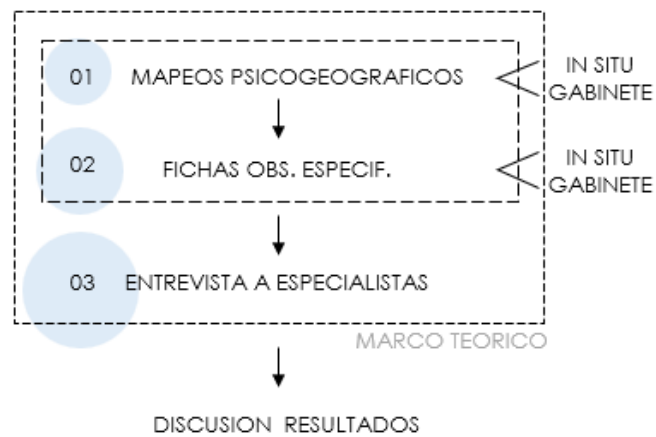 01 MAPEOS PSICOGEOGRAFICOS
IN SITU
GABINETE
02 FICHAS OBS. ESPECIF.
IN SITU
GABINETE
03 ENTREVISTA A ESPECIALISTAS
MARCO TEORICO
DISCUSION RESULTADOS